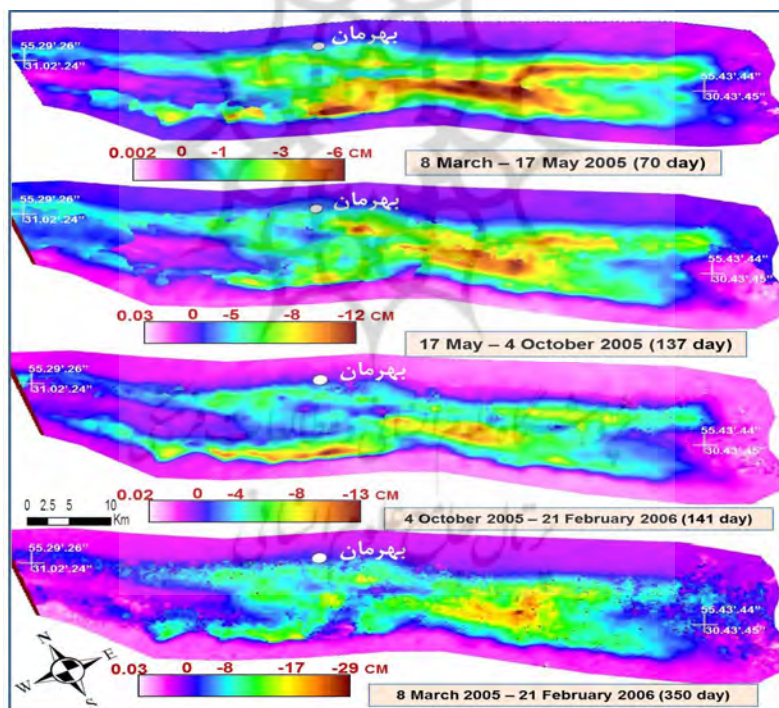 بهرمان
55.29'.26"
31.02'.24"
55.43'.44"
30.43'.45"
0.002 0 -1 -3 -6 CM
8 March – 17 May 2005 (70 day)
بهرمان
55.29'.26"
31.02'.24"
55.43'.44"
30.43'.45"
0.03 0 -5 -8 -12 CM
17 May – 4 October 2005 (137 day)
بهرمان
55.29'.26"
31.02'.24"
55.43'.44"
30.43'.45"
0 2.5 5 10
Km
0.02 0 -4 -8 -13 CM
4 October 2005 – 21 February 2006 (141 day)
بهرمان
55.29'.26"
31.02'.24"
55.43'.44"
30.43'.45"
N
E
W
S
0.03 0 -8 -17 -29 CM
8 March 2005 – 21 February 2006 (350 day)